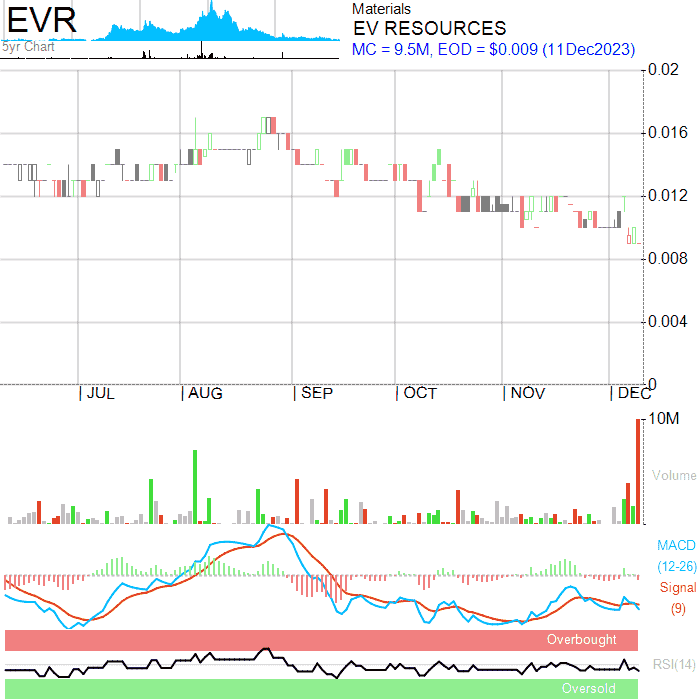 EVR
Materials
EV RESOURCES
MC = 9.5M, EOD = $0.009 (11Dec2023)
5yr Chart
0.02
0.016
0.012
0.008
0.004
0
JUL AUG SEP OCT NOV DEC
10M
Volume
MACD
(12-26)
Signal
(9)
Overbought
RSI(14)
Oversold